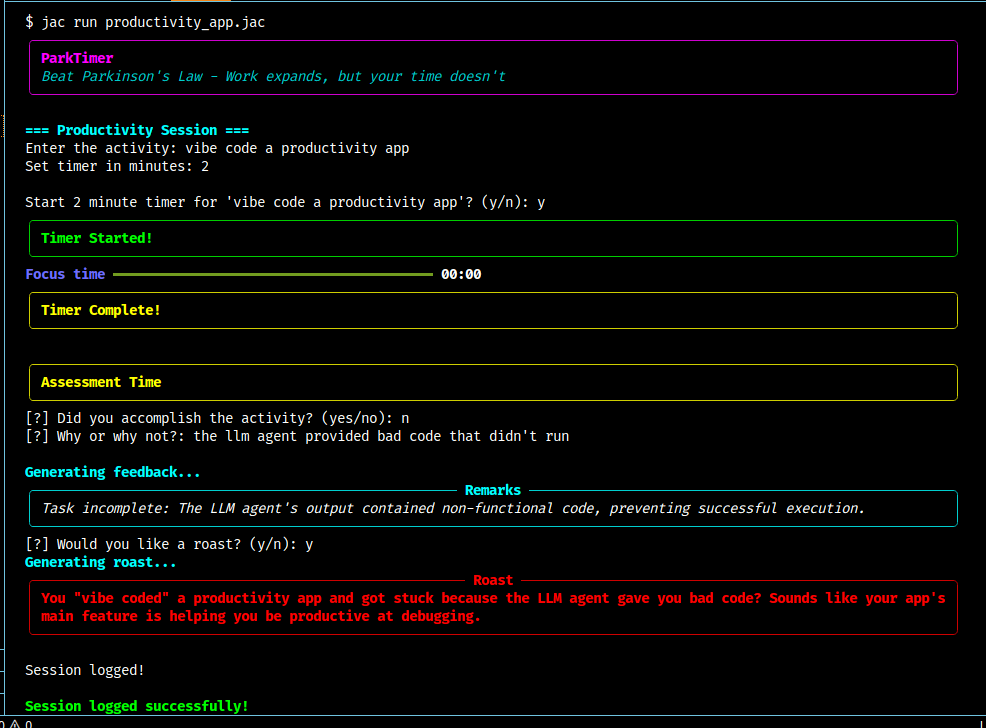 $ jac run productivity_app.jac
ParkTimer
Beat Parkinson's Law - Work expands, but your time doesn't
=== Productivity Session ===
Enter the activity: vibe code a productivity app
Set timer in minutes: 2
Start 2 minute timer for 'vibe code a productivity app'? (y/n): y
Timer Started!
Focus time 00:00
Timer Complete!
Assessment Time
[?] Did you accomplish the activity? (yes/no): n
[?] Why or why not?: the llm agent provided bad code that didn't run
Generating feedback...
Remarks
Task incomplete: The LLM agent's output contained non-functional code, preventing successful execution.
[?] Would you like a roast? (y/n): y
Generating roast...
Roast
You "vibe coded" a productivity app and got stuck because the LLM agent gave you bad code? Sounds like your app's
main feature is helping you be productive at debugging.
Session logged!
Session logged successfully!